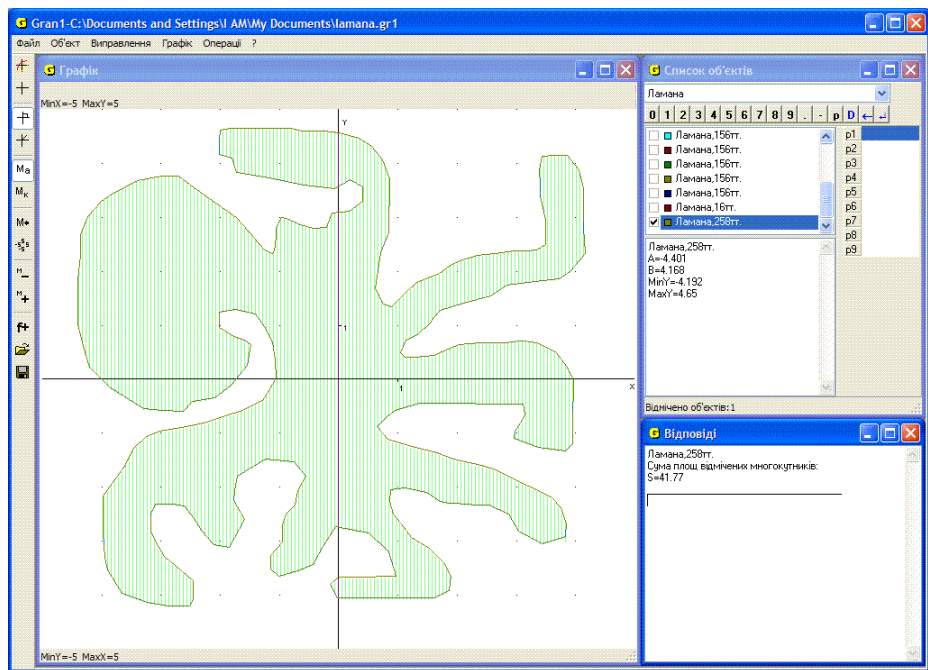 Gran1-C:\Documents and Settings\I AM\My Documents\lamana.gr1
Файл Об'єкт Виправлення Графік Операції ?
Графік
MinX=-5 MaxY=5
Y
1
1
X
MinY=-5 MaxX=5
Список об'єктів
Ламана
0 1 2 3 4 5 6 7 8 9 . - p D ← ↵
Ламана,156тт.
Ламана,156тт.
Ламана,156тт.
Ламана,156тт.
Ламана,156тт.
Ламана,16тт.
Ламана,258тт.
p1
p2
p3
p4
p5
p6
p7
p8
p9
Ламана,258тт.
A=-4.401
B=4.168
MinY=-4.192
MaxY=4.65
Відмічено об'єктів:1
Відповіді
Ламана,258тт.
Сума площ відмічених многокутників:
S=41.77